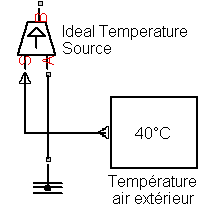 B
Ideal Temperature
Source
S
A
40°C
Température
air extérieur